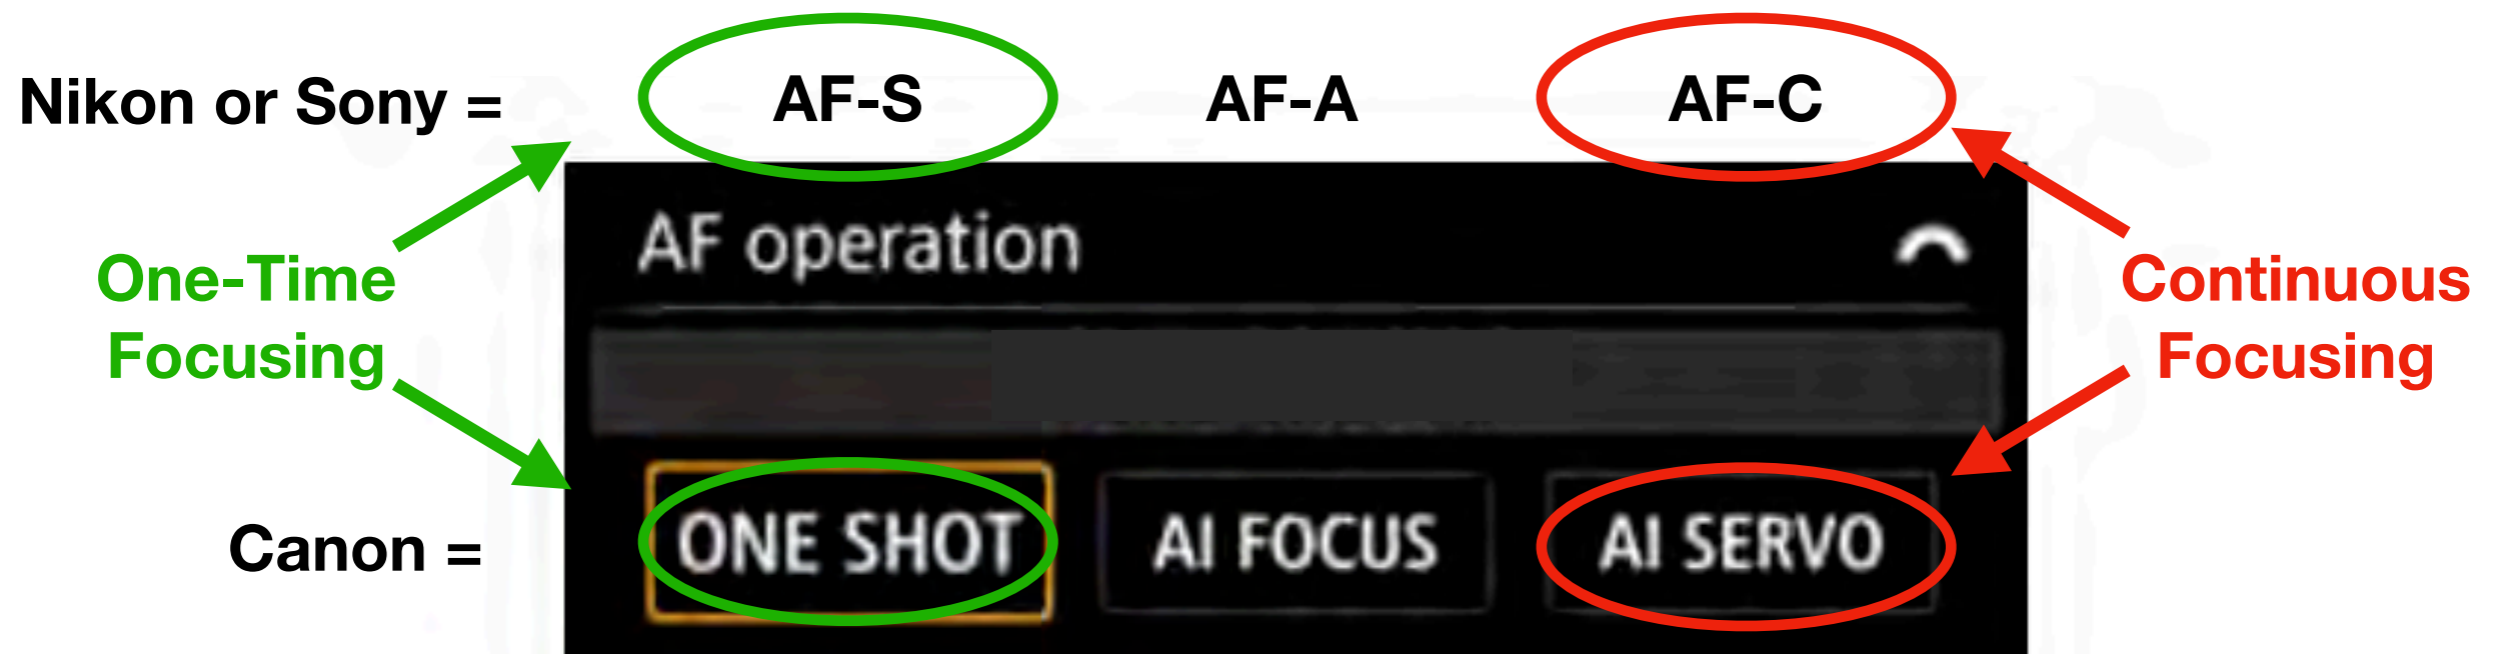 Nikon or Sony = AF-S AF-A AF-C
AF operation
One-Time
Focusing
Continuous
Focusing
Canon = ONE SHOT AI FOCUS AI SERVO